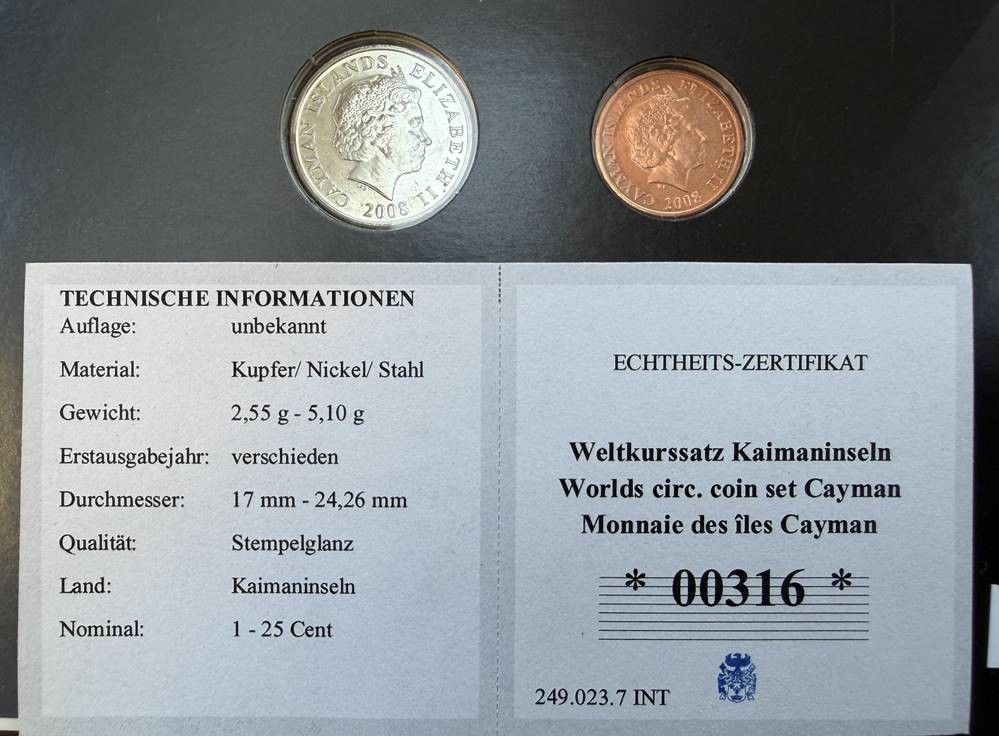 CAYMAN ISLANDS ELIZABETH II
2008
CAYMAN ISLANDS ELIZABETH II
2008
TECHNISCHE INFORMATIONEN
Auflage: unbekannt
Material: Kupfer/ Nickel/ Stahl
Gewicht: 2,55 g - 5,10 g
Erstausgabejahr: verschieden
Durchmesser: 17 mm - 24,26 mm
Qualität: Stempelglanz
Land: Kaimaninseln
Nominal: 1 - 25 Cent
ECHTHEITS-ZERTIFIKAT
Weltkurssatz Kaimaninseln
Worlds circ. coin set Cayman
Monnaie des îles Cayman
* 00316 *
249.023.7 INT